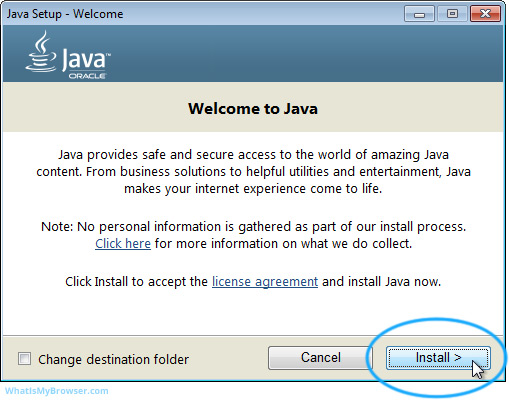 Java Setup - Welcome
Java™
ORACLE
Welcome to Java
Java provides safe and secure access to the world of amazing Java
content. From business solutions to helpful utilities and entertainment, Java
makes your internet experience come to life.
Note: No personal information is gathered as part of our install process.
Click here for more information on what we do collect.
Click Install to accept the license agreement and install Java now.
Change destination folder
Cancel
Install >
WhatIsMyBrowser.com